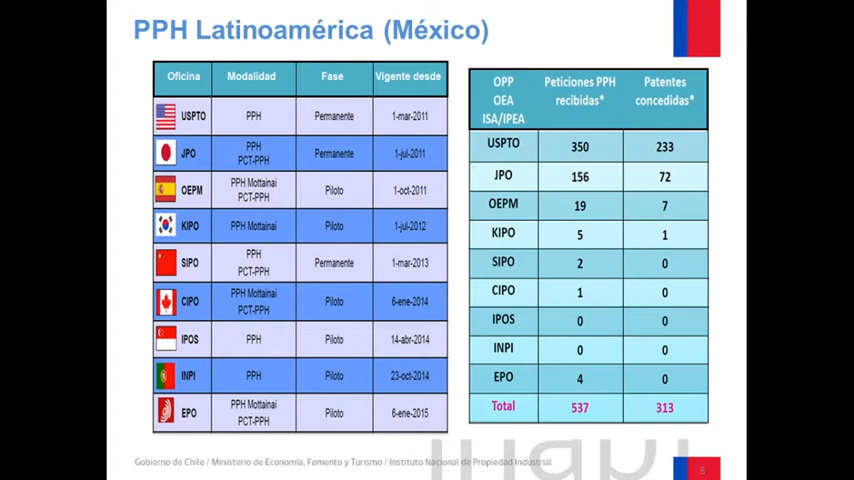 PPH Latinoamérica (México)
Oficina Modalidad Fase Vigente desde
USPTO PPH Permanente 1-mar-2011
JPO PPH PCT-PPH Permanente 1-jul-2011
OEPM PPH Mottainai PCT-PPH Piloto 1-oct-2011
KIPO PPH Mottainai Piloto 1-jul-2012
SIPO PPH PCT-PPH Permanente 1-mar-2013
CIPO PPH Mottainai PCT-PPH Piloto 6-ene-2014
IPOS PPH Piloto 14-abr-2014
INPI PPH Piloto 23-oct-2014
EPO PPH Mottainai PCT-PPH Piloto 6-ene-2015
OPP OEA ISA/IPEA Peticiones PPH recibidas* Patentes concedidas*
USPTO 350 233
JPO 156 72
OEPM 19 7
KIPO 5 1
SIPO 2 0
CIPO 1 0
IPOS 0 0
INPI 0 0
EPO 4 0
Total 537 313
Gobierno de Chile / Ministerio de Economía, Fomento y Turismo / Instituto Nacional de Propiedad Industrial
inapi
8